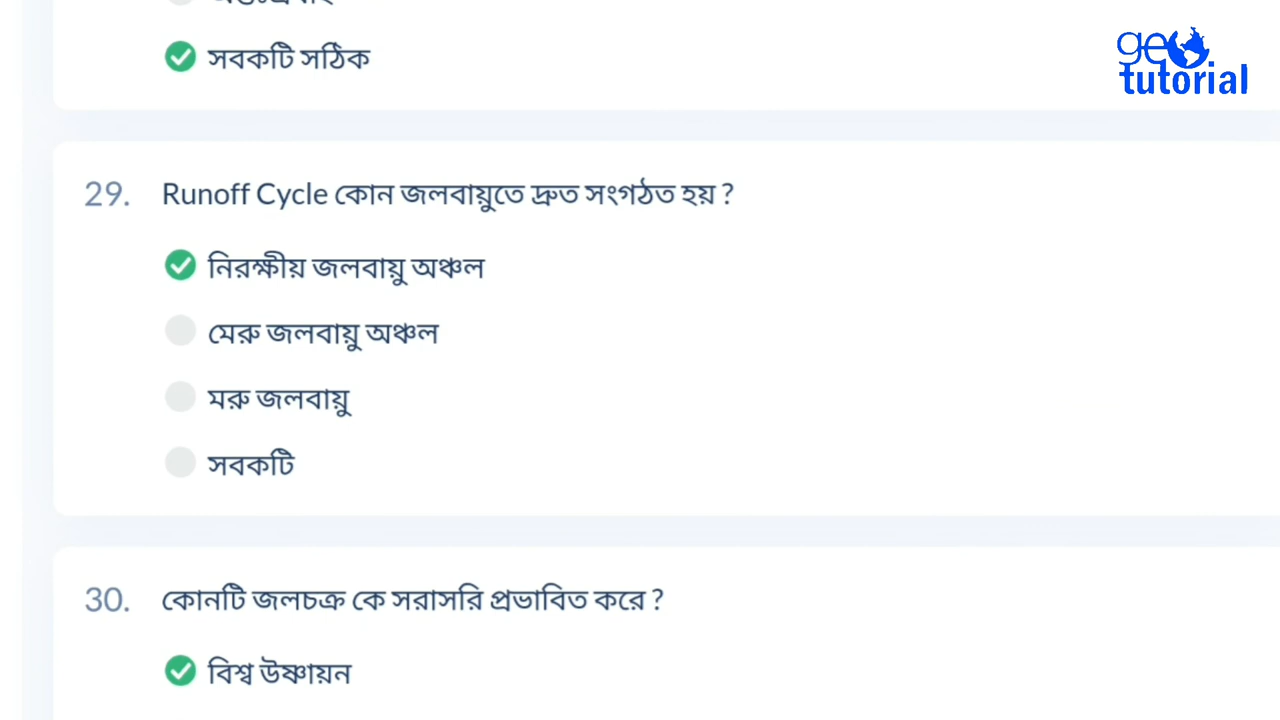 সবকটি সঠিক
geo
tutorial
29. Runoff Cycle কোন জলবায়ুতে দ্রুত সংগঠত হয় ?
নিরক্ষীয় জলবায়ু অঞ্চল
মেরু জলবায়ু অঞ্চল
মরু জলবায়ু
সবকটি
30. কোনটি জলচক্র কে সরাসরি প্রভাবিত করে ?
বিশ্ব উষ্ণায়ন